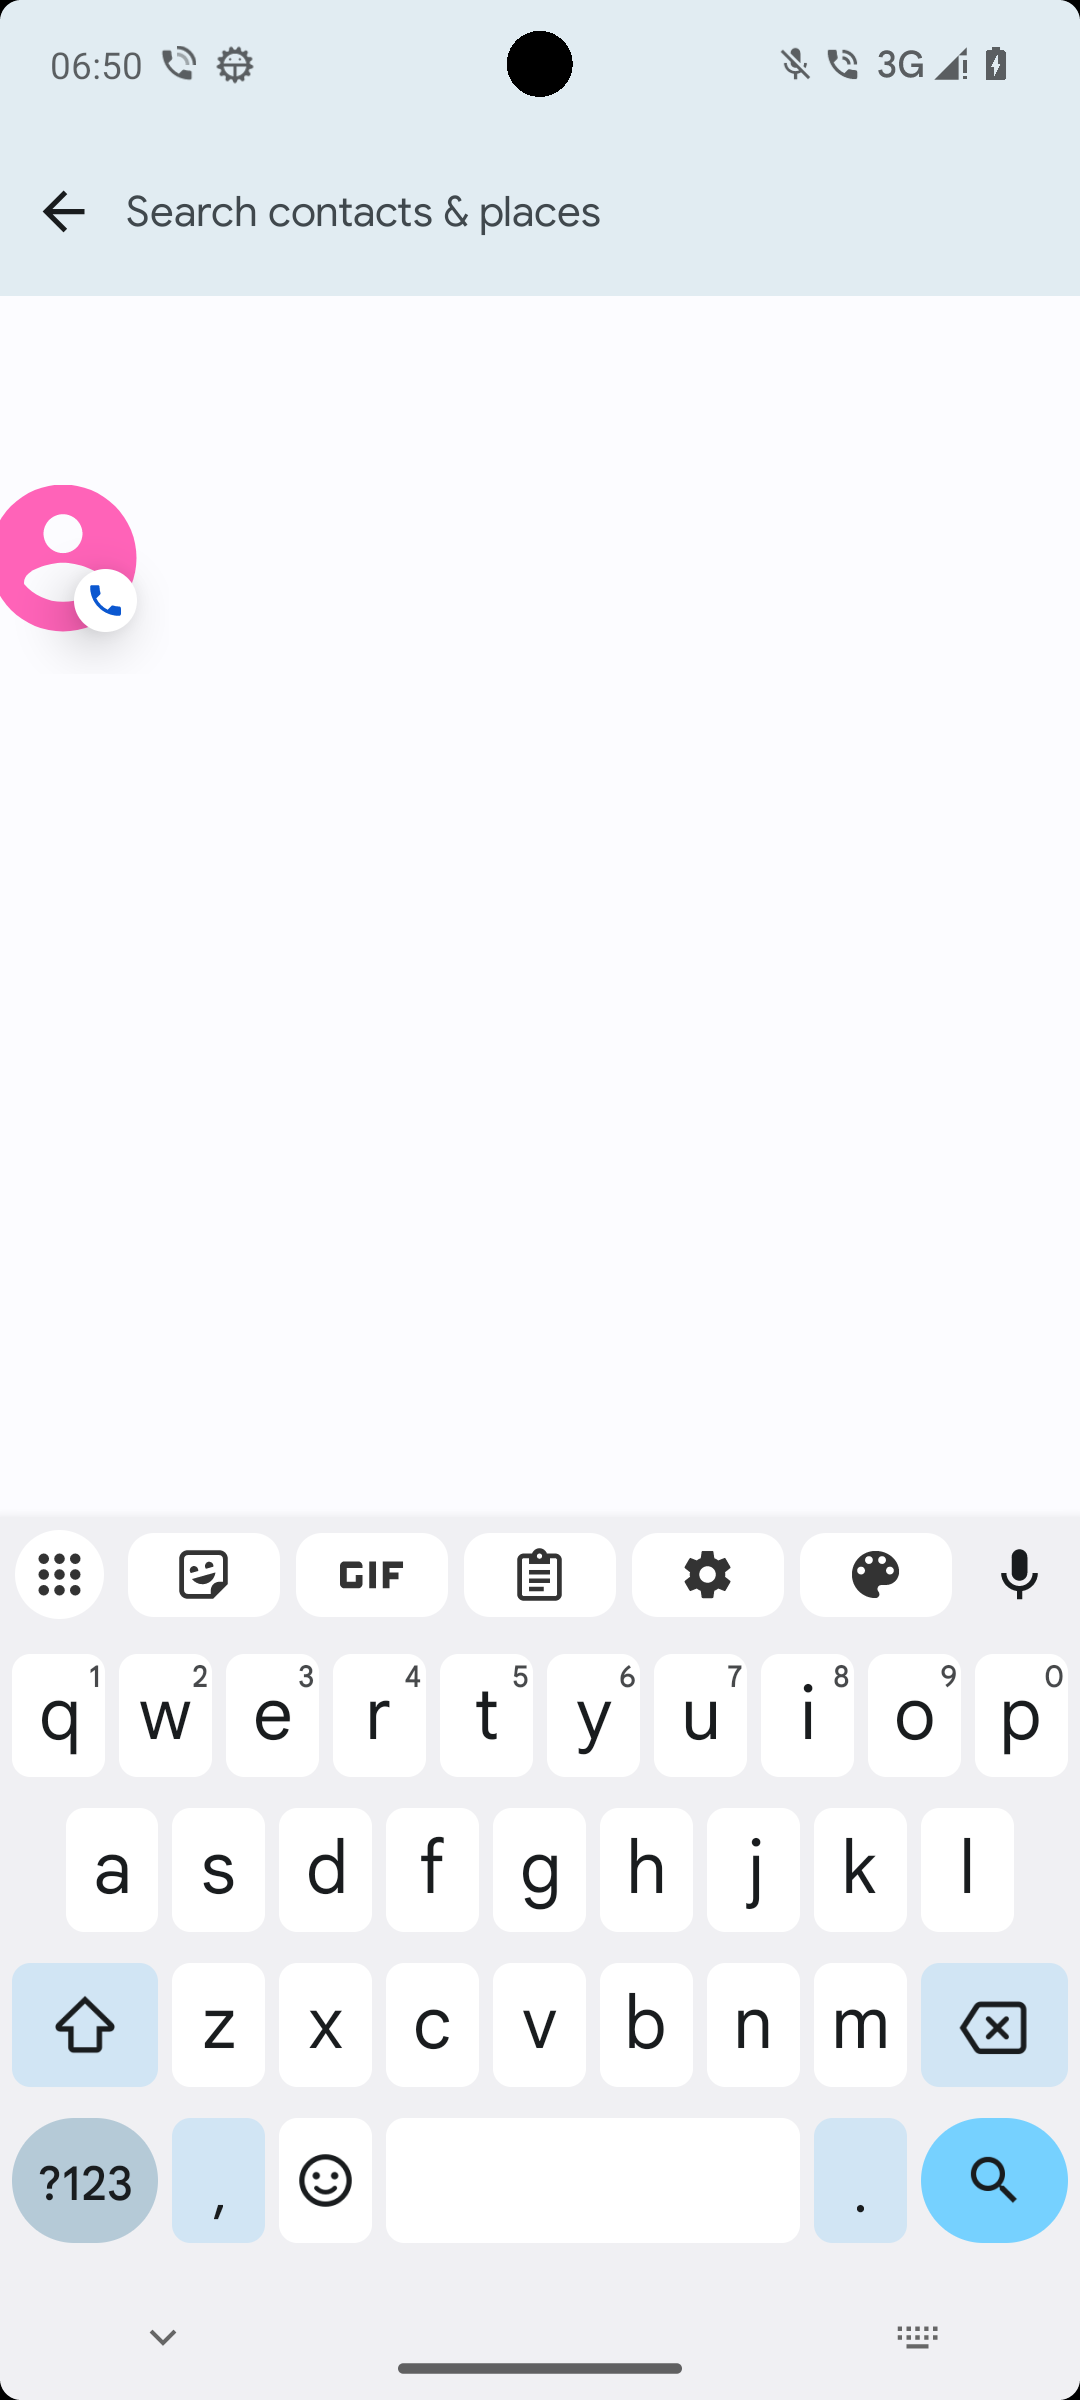 06:50
3G
Search contacts & places
GIF
q 1 w 2 e 3 r 4 t 5 y 6 u 7 i 8 o 9 p 0
a s d f g h j k l
z x c v b n m
?123 , .